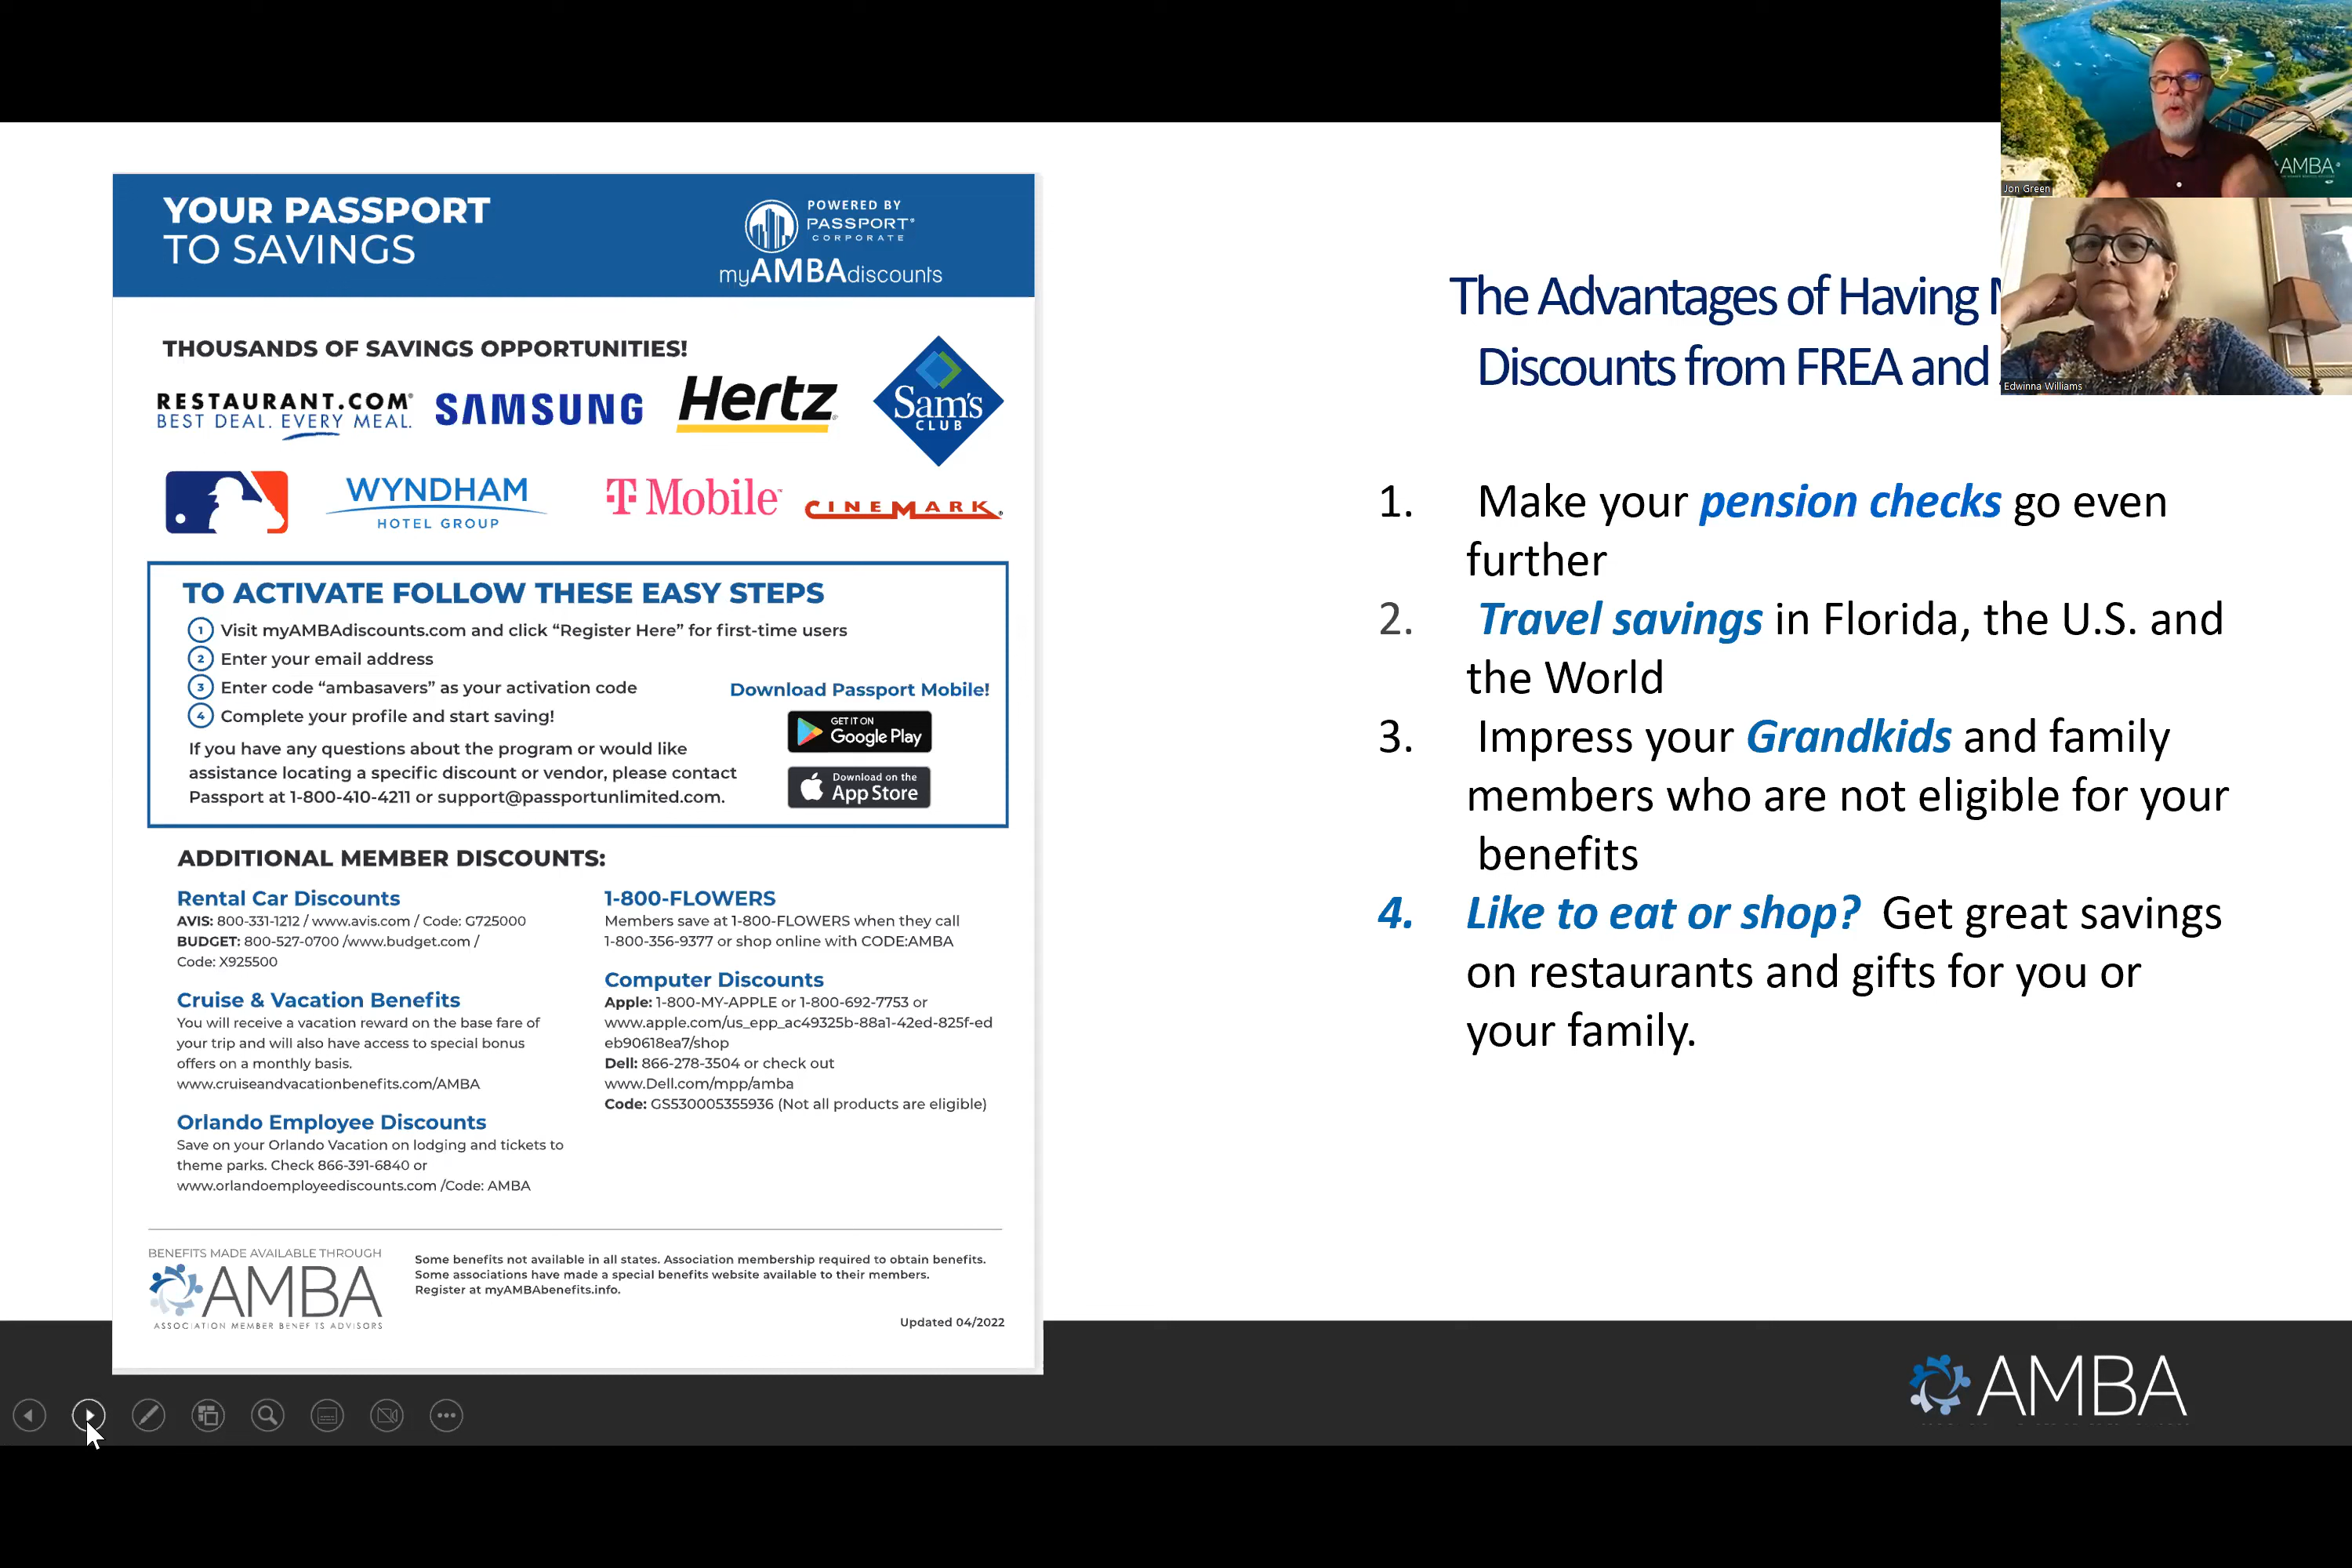 YOUR PASSPORT
TO SAVINGS
POWERED BY
PASSPORT
CORPORATE
myAMBAdiscounts
THOUSANDS OF SAVINGS OPPORTUNITIES!
RESTAURANT.COM
BEST DEAL. EVERY MEAL.
SAMSUNG
Hertz
Sam's
CLUB
WYNDHAM
HOTEL GROUP
T Mobile
CINEMARK
TO ACTIVATE FOLLOW THESE EASY STEPS
1 Visit myAMBAdiscounts.com and click “Register Here” for first-time users
2 Enter your email address
3 Enter code “ambasavers” as your activation code
4 Complete your profile and start saving!
If you have any questions about the program or would like
assistance locating a specific discount or vendor, please contact
Passport at 1-800-410-4211 or support@passportunlimited.com.
Download Passport Mobile!
GET IT ON
Google Play
Download on the
App Store
ADDITIONAL MEMBER DISCOUNTS:
Rental Car Discounts
AVIS: 800-331-1212 / www.avis.com / Code: G725000
BUDGET: 800-527-0700 /www.budget.com /
Code: X925500
Cruise & Vacation Benefits
You will receive a vacation reward on the base fare of
your trip and will also have access to special bonus
offers on a monthly basis.
www.cruiseandvacationbenefits.com/AMBA
Orlando Employee Discounts
Save on your Orlando Vacation on lodging and tickets to
theme parks. Check 866-391-6840 or
www.orlandoemployeediscounts.com /Code: AMBA
1-800-FLOWERS
Members save at 1-800-FLOWERS when they call
1-800-356-9377 or shop online with CODE:AMBA
Computer Discounts
Apple: 1-800-MY-APPLE or 1-800-692-7753 or
www.apple.com/us_epp_ac49325b-88a1-42ed-825f-ed
eb90618ea7/shop
Dell: 866-278-3504 or check out
www.Dell.com/mpp/amba
Code: GS530005355936 (Not all products are eligible)
BENEFITS MADE AVAILABLE THROUGH
AMBA
ASSOCIATION MEMBER BENEFITS ADVISORS
Some benefits not available in all states. Association membership required to obtain benefits.
Some associations have made a special benefits website available to their members.
Register at myAMBAbenefits.info.
Updated 04/2022
The Advantages of Having
Discounts from FREA and
1. Make your pension checks go even
further
2. Travel savings in Florida, the U.S. and
the World
3. Impress your Grandkids and family
members who are not eligible for your
benefits
4. Like to eat or shop? Get great savings
on restaurants and gifts for you or
your family.
AMBA
Jon Green
Edwinna Williams
AMBA